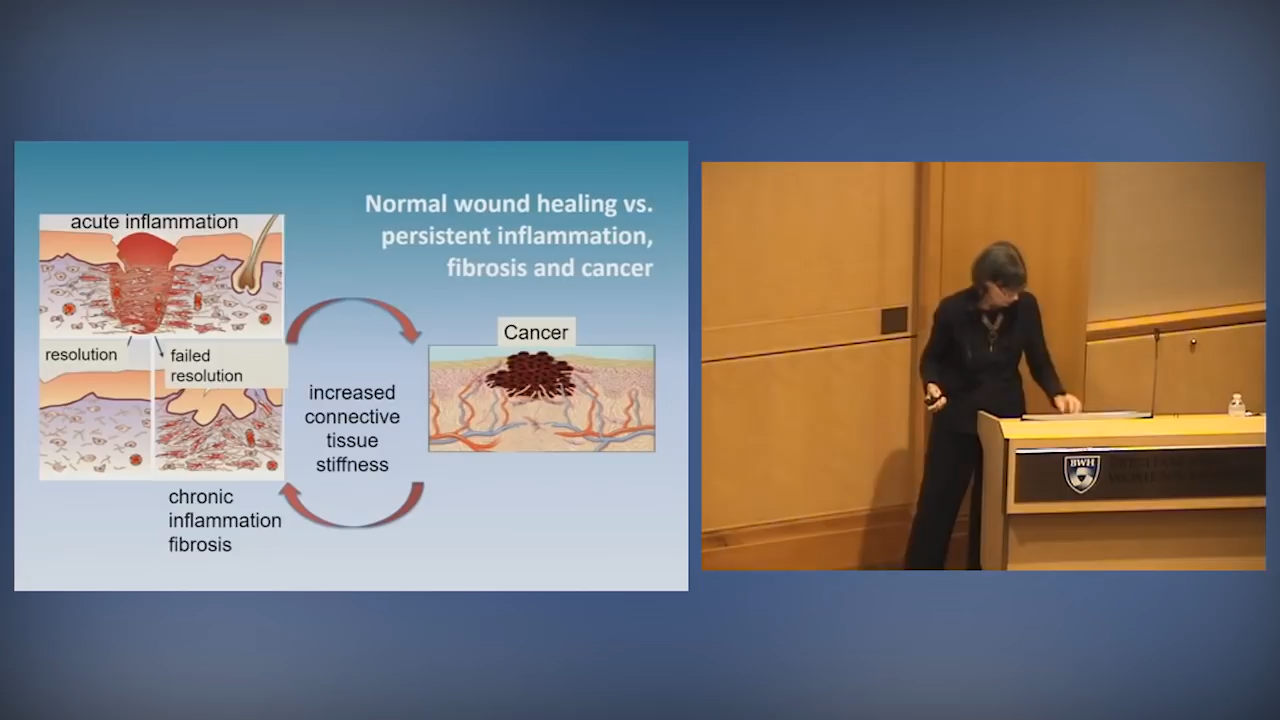 Normal wound healing vs.
persistent inflammation,
fibrosis and cancer
acute inflammation
resolution
failed
resolution
chronic
inflammation
fibrosis
increased
connective
tissue
stiffness
Cancer
BWH